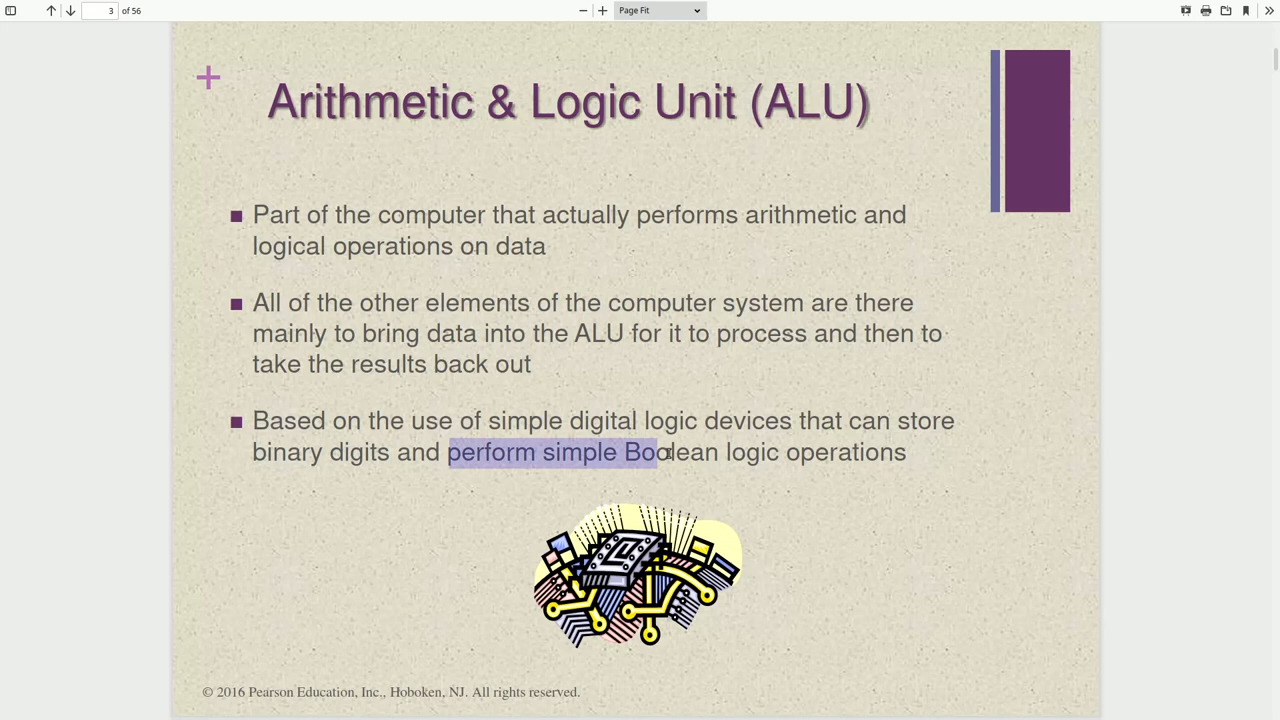 3 of 56 Page Fit
+
Arithmetic & Logic Unit (ALU)
Part of the computer that actually performs arithmetic and
logical operations on data
All of the other elements of the computer system are there
mainly to bring data into the ALU for it to process and then to
take the results back out
Based on the use of simple digital logic devices that can store
binary digits and perform simple Boolean logic operations
© 2016 Pearson Education, Inc., Hoboken, NJ. All rights reserved.